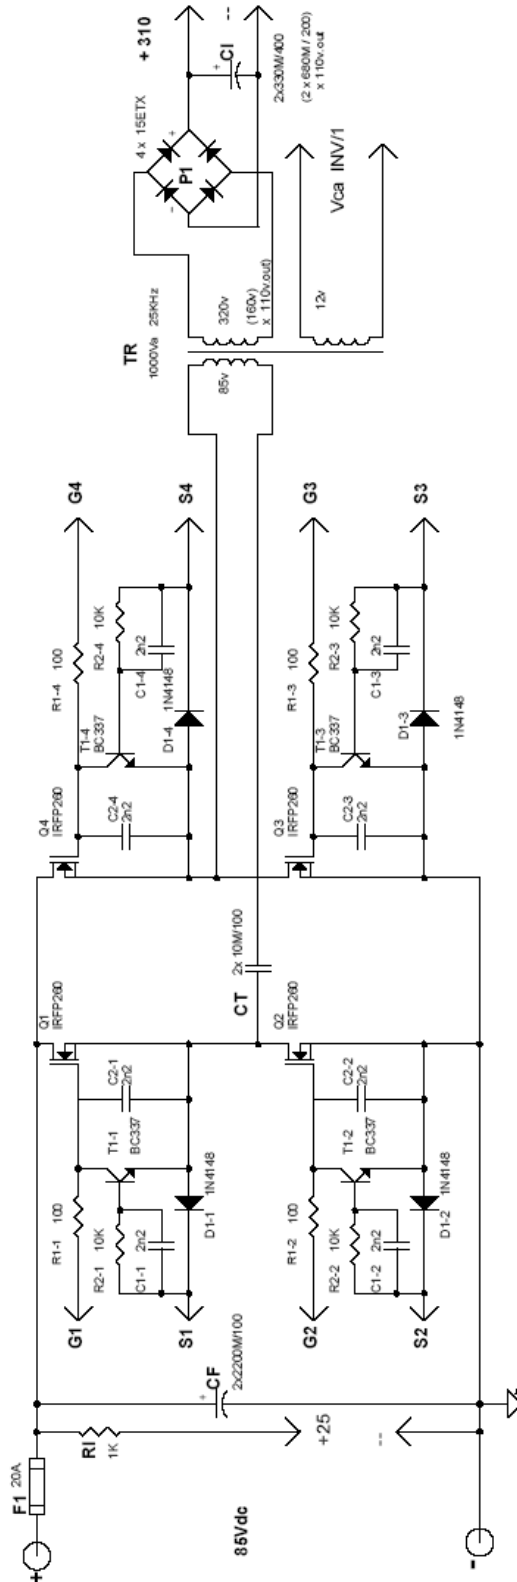 F1 20A
+
85Vdc
-
RI
1K
+25
--
CF
+
2x2200M/100
G1
R1-1
100
R2-1
10K
C1-1
2n2
S1
D1-1
1N4148
T1-1
BC337
C2-1
2n2
Q1
IRFP260
G2
R1-2
100
R2-2
10K
C1-2
2n2
S2
D1-2
1N4148
T1-2
BC337
C2-2
2n2
Q2
IRFP260
CT
2x 10M/100
Q4
IRFP260
C2-4
2n2
T1-4
BC337
R1-4
100
R2-4
10K
C1-4
2n2
D1-4
1N4148
G4
S4
Q3
IRFP260
C2-3
2n2
T1-3
BC337
R1-3
100
R2-3
10K
C1-3
2n2
D1-3
1N4148
G3
S3
TR
1000Va 25KHz
85v
320v
(160v)
x 110v.out)
12v
4 x 15ETX
P1
+
-
+ 310
--
+
CI
2x330M/400
(2 x 680M / 200)
x 110v.out
Vca INV/1